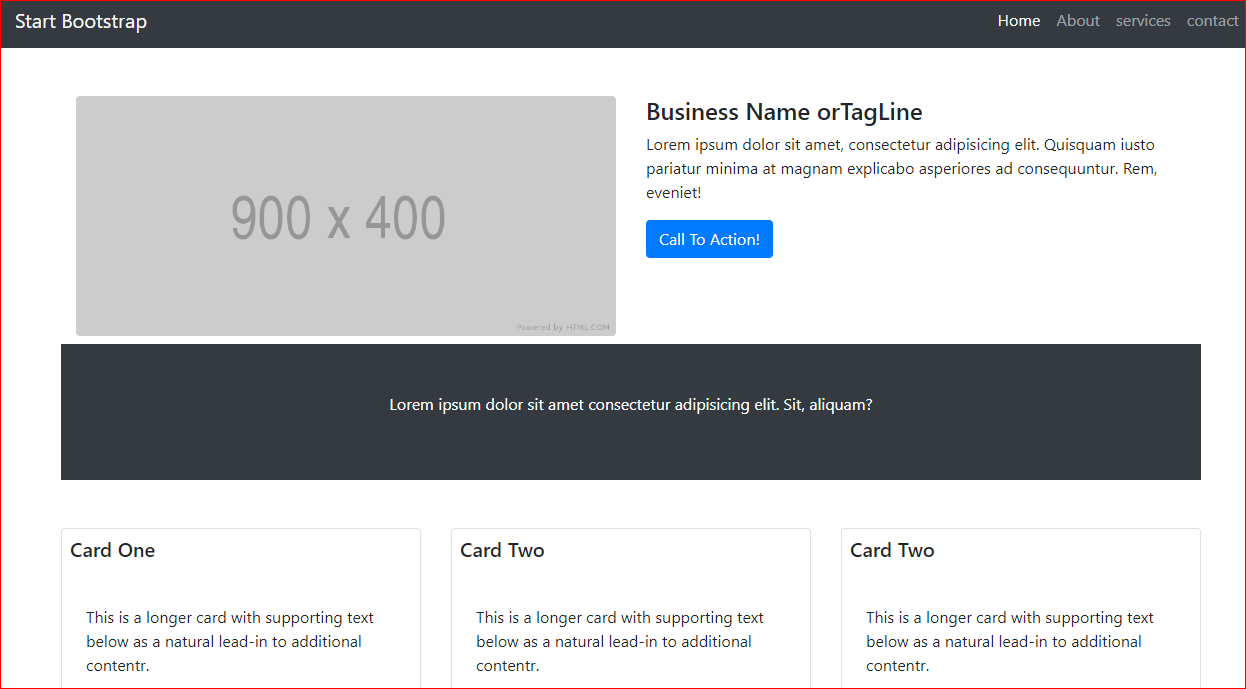 Start Bootstrap
Home About services contact
900 x 400
Powered by HTML.COM
Business Name orTagLine
Lorem ipsum dolor sit amet, consectetur adipisicing elit. Quisquam iusto
pariatur minima at magnam explicabo asperiores ad consequuntur. Rem,
eveniet!
Call To Action!
Lorem ipsum dolor sit amet consectetur adipisicing elit. Sit, aliquam?
Card One
This is a longer card with supporting text
below as a natural lead-in to additional
contentr.
Card Two
This is a longer card with supporting text
below as a natural lead-in to additional
contentr.
Card Two
This is a longer card with supporting text
below as a natural lead-in to additional
contentr.